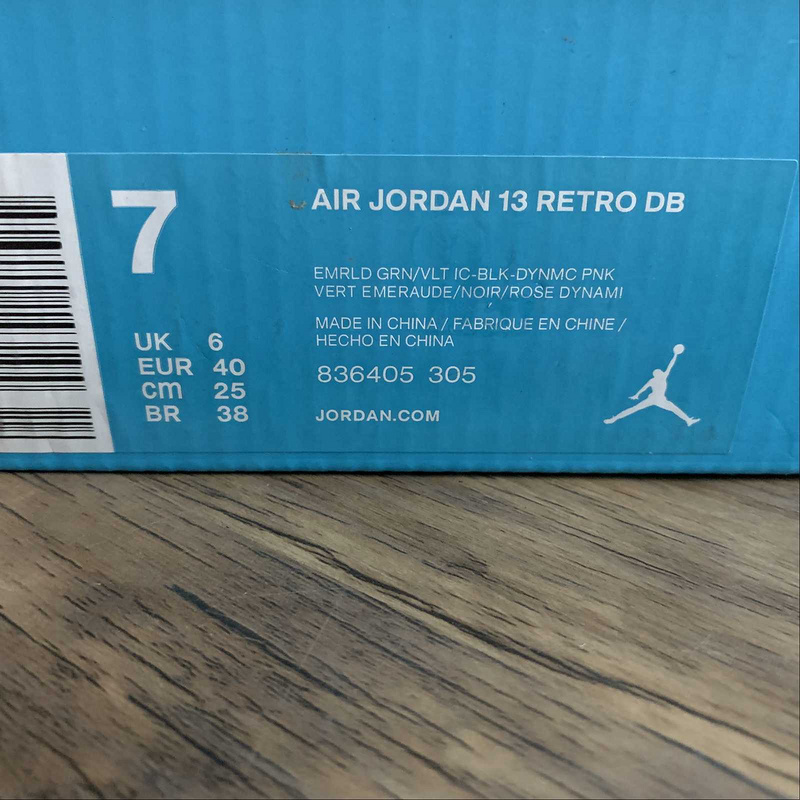 7
AIR JORDAN 13 RETRO DB
EMRLD GRN/VLT IC-BLK-DYNMC PNK
VERT EMERAUDE/NOIR/ROSE DYNAMI
MADE IN CHINA / FABRIQUE EN CHINE /
HECHO EN CHINA
UK 6
EUR 40
cm 25
BR 38
836405 305
JORDAN.COM